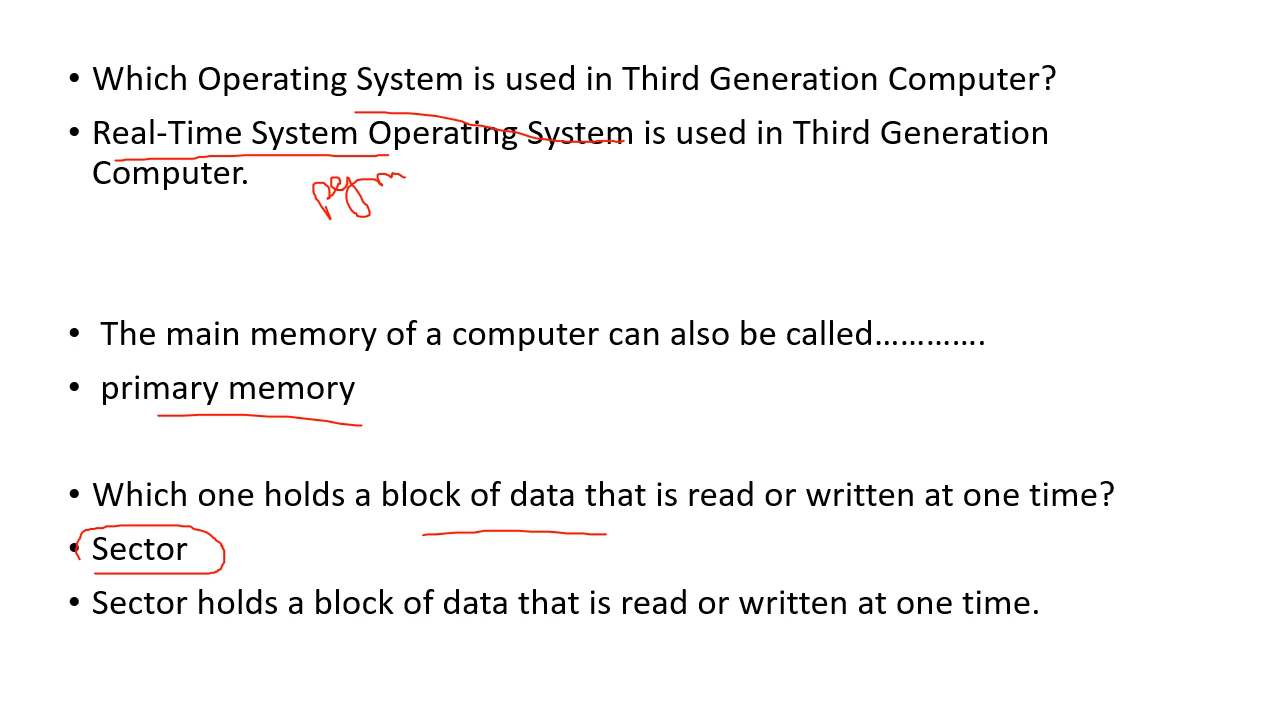 • Which Operating System is used in Third Generation Computer?
• Real-Time System Operating System is used in Third Generation
Computer.
• The main memory of a computer can also be called………….
• primary memory
• Which one holds a block of data that is read or written at one time?
• Sector
• Sector holds a block of data that is read or written at one time.